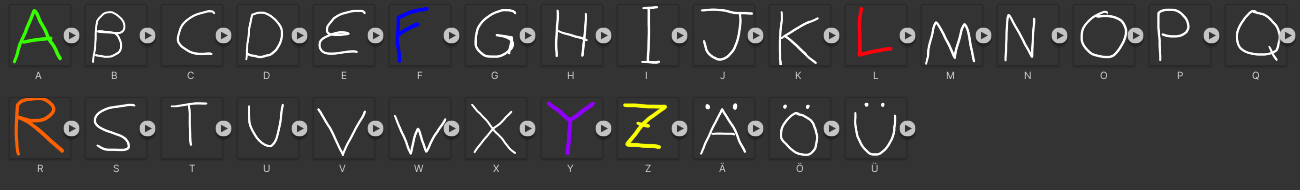 A B C D E F G H I J K L M N O P Q
A B C D E F G H I J K L M N O P Q
R S T U V W X Y Z Ä Ö Ü
R S T U V W X Y Z Ä Ö Ü